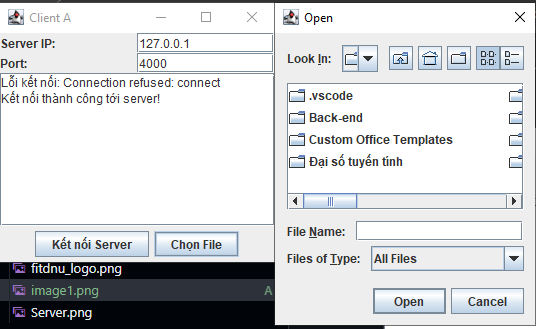 Client A
Server IP:
127.0.0.1
Port:
4000
Lỗi kết nối: Connection refused: connect
Kết nối thành công tới server!
Kết nối Server
Chọn File
fitdnu_logo.png
image1.png
A
Server.png
Open
Look In:
.vscode
Back-end
Custom Office Templates
Đại số tuyến tính
File Name:
Files of Type:
All Files
Open
Cancel